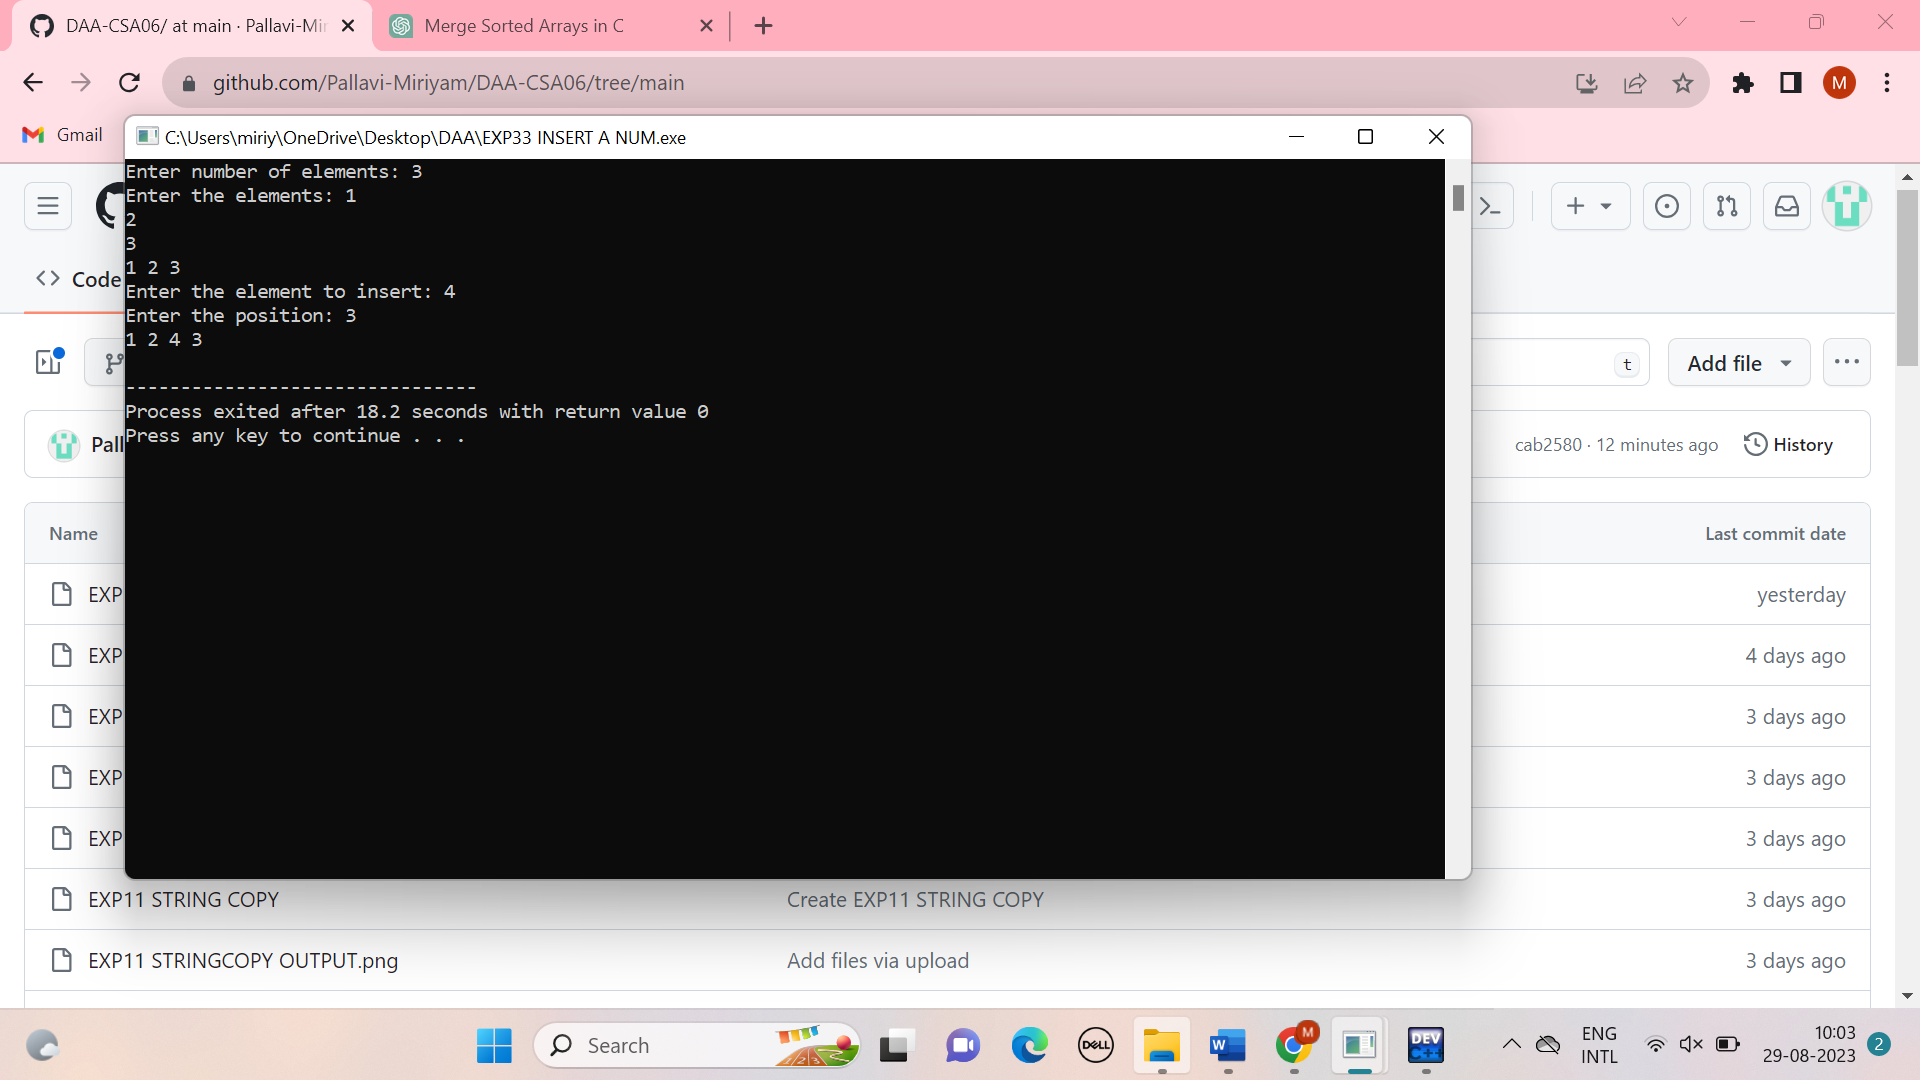 DAA-CSA06/ at main · Pallavi-Mir
Merge Sorted Arrays in C
github.com/Pallavi-Miriyam/DAA-CSA06/tree/main
M
Gmail
C:\Users\miriy\OneDrive\Desktop\DAA\EXP33 INSERT A NUM.exe
Enter number of elements: 3
Enter the elements: 1
2
3
1 2 3
Enter the element to insert: 4
Enter the position: 3
1 2 4 3
--------------------------------
Process exited after 18.2 seconds with return value 0
Press any key to continue . . .
Code
t
Add file
Pall
cab2580 · 12 minutes ago
History
Name
Last commit date
EXP
yesterday
EXP
4 days ago
EXP
3 days ago
EXP
3 days ago
EXP
3 days ago
EXP11 STRING COPY
Create EXP11 STRING COPY
3 days ago
EXP11 STRINGCOPY OUTPUT.png
Add files via upload
3 days ago
Search
DELL
W
M
DEV
C++
ENG
INTL
10:03
29-08-2023
2